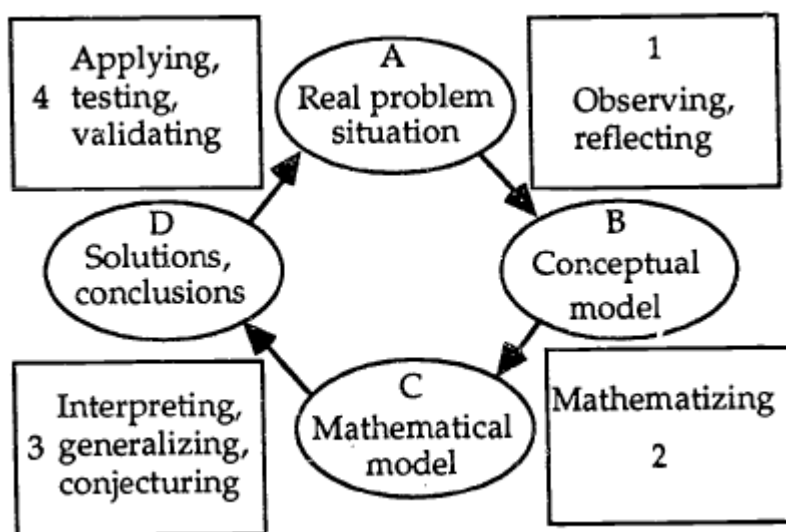 4 Applying,
testing,
validating
A
Real problem
situation
1
Observing,
reflecting
B
Conceptual
model
Mathematizing
2
C
Mathematical
model
Interpreting,
3 generalizing,
conjecturing
D
Solutions,
conclusions